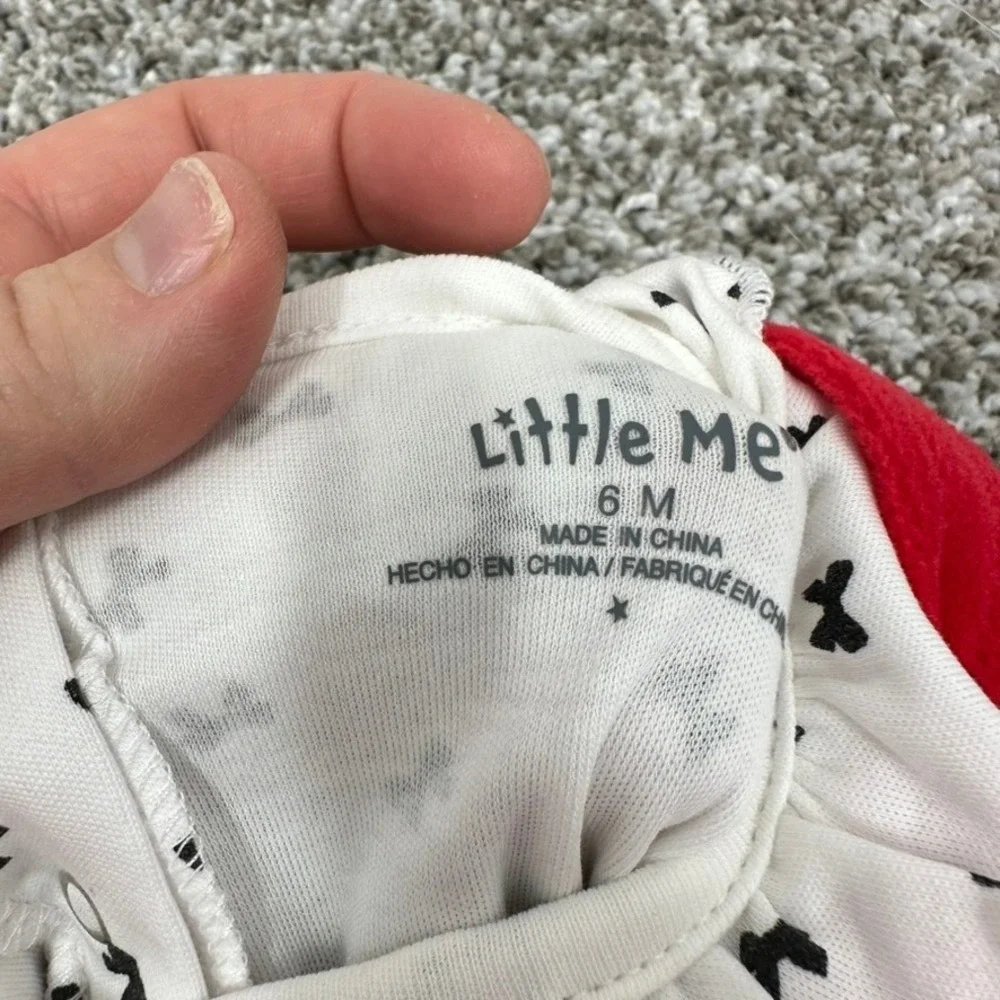 Little Me
6 M
MADE IN CHINA
HECHO EN CHINA / FABRIQUÉ EN